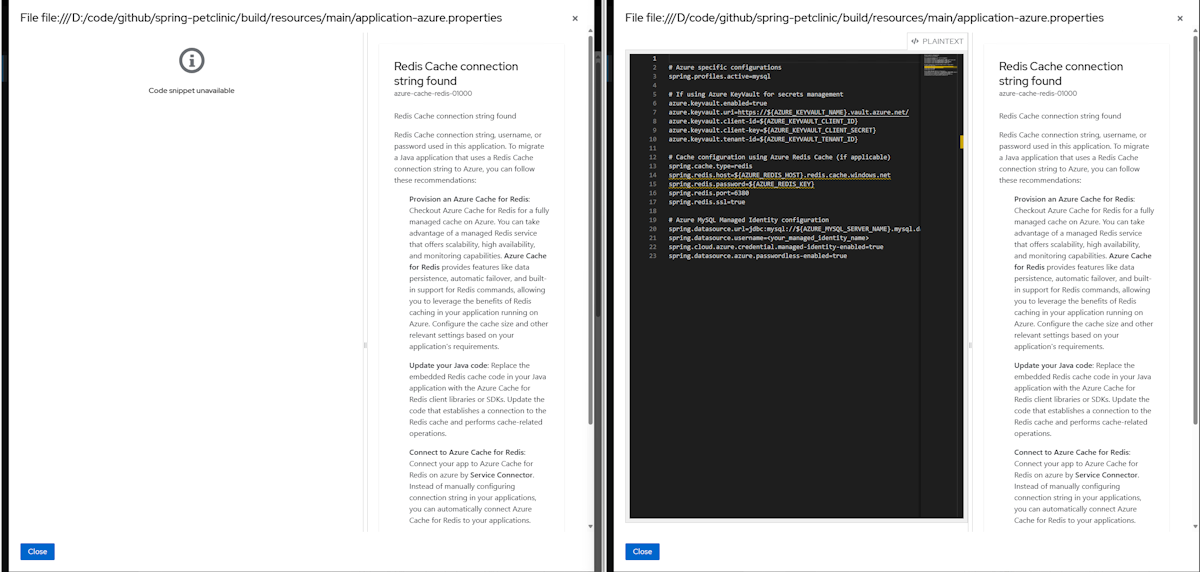 File file:///D:/code/github/spring-petclinic/build/resources/main/application-azure.properties
×
Code snippet unavailable
Redis Cache connection
string found
azure-cache-redis-01000
Redis Cache connection string found
Redis Cache connection string, username, or
password used in this application. To migrate
a Java application that uses a Redis Cache
connection string to Azure, you can follow
these recommendations:
Provision an Azure Cache for Redis:
Checkout Azure Cache for Redis for a fully
managed cache on Azure. You can take
advantage of a managed Redis service
that offers scalability, high availability,
and monitoring capabilities. Azure Cache
for Redis provides features like data
persistence, automatic failover, and built-
in support for Redis commands, allowing
you to leverage the benefits of Redis
caching in your application running on
Azure. Configure the cache size and other
relevant settings based on your
application's requirements.
Update your Java code: Replace the
embedded Redis cache code in your Java
application with the Azure Cache for
Redis client libraries or SDKs. Update the
code that establishes a connection to the
Redis cache and performs cache-related
operations.
Connect to Azure Cache for Redis:
Connect your app to Azure Cache for
Redis on azure by Service Connector.
Instead of manually configuring
connection string in your applications,
you can automatically connect Azure
Cache for Redis to your applications.
Close
File file:///D/code/github/spring-petclinic/build/resources/main/application-azure.properties
×
</> PLAINTEXT
1
2 # Azure specific configurations
3 spring.profiles.active=mysql
4
5 # If using Azure KeyVault for secrets management
6 azure.keyvault.enabled=true
7 azure.keyvault.uri=https://${AZURE_KEYVAULT_NAME}.vault.azure.net/
8 azure.keyvault.client-id=${AZURE_KEYVAULT_CLIENT_ID}
9 azure.keyvault.client-key=${AZURE_KEYVAULT_CLIENT_SECRET}
10 azure.keyvault.tenant-id=${AZURE_KEYVAULT_TENANT_ID}
11
12 # Cache configuration using Azure Redis Cache (if applicable)
13 spring.cache.type=redis
14 spring.redis.host=${AZURE_REDIS_HOST}.redis.cache.windows.net
15 spring.redis.password=${AZURE_REDIS_KEY}
16 spring.redis.port=6380
17 spring.redis.ssl=true
18
19 # Azure MySQL Managed Identity configuration
20 spring.datasource.url=jdbc:mysql://${AZURE_MYSQL_SERVER_NAME}.mysql.d
21 spring.datasource.username=<your_managed_identity_name>
22 spring.cloud.azure.credential.managed-identity-enabled=true
23 spring.datasource.azure.passwordless-enabled=true
Redis Cache connection
string found
azure-cache-redis-01000
Redis Cache connection string found
Redis Cache connection string, username, or
password used in this application. To migrate
a Java application that uses a Redis Cache
connection string to Azure, you can follow
these recommendations:
Provision an Azure Cache for Redis:
Checkout Azure Cache for Redis for a fully
managed cache on Azure. You can take
advantage of a managed Redis service
that offers scalability, high availability,
and monitoring capabilities. Azure Cache
for Redis provides features like data
persistence, automatic failover, and built-
in support for Redis commands, allowing
you to leverage the benefits of Redis
caching in your application running on
Azure. Configure the cache size and other
relevant settings based on your
application's requirements.
Update your Java code: Replace the
embedded Redis cache code in your Java
application with the Azure Cache for
Redis client libraries or SDKs. Update the
code that establishes a connection to the
Redis cache and performs cache-related
operations.
Connect to Azure Cache for Redis:
Connect your app to Azure Cache for
Redis on azure by Service Connector.
Instead of manually configuring
connection string in your applications,
you can automatically connect Azure
Cache for Redis to your applications.
Close